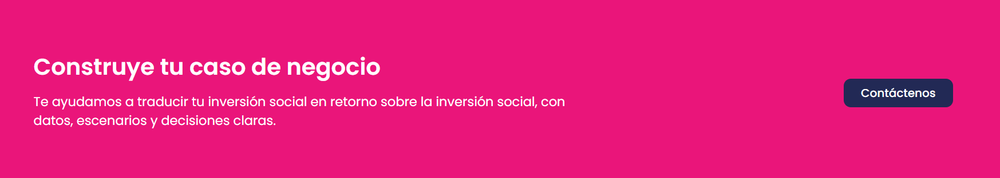 Construye tu caso de negocio
Te ayudamos a traducir tu inversión social en retorno sobre la inversión social, con
datos, escenarios y decisiones claras.
Contáctenos